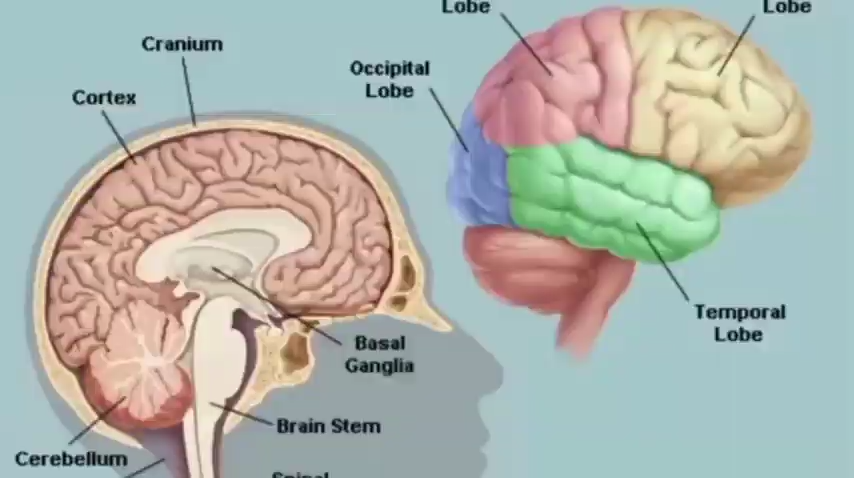 Lobe
Lobe
Cranium
Cortex
Occipital
Lobe
Temporal
Lobe
Basal
Ganglia
Brain Stem
Cerebellum
Spinal